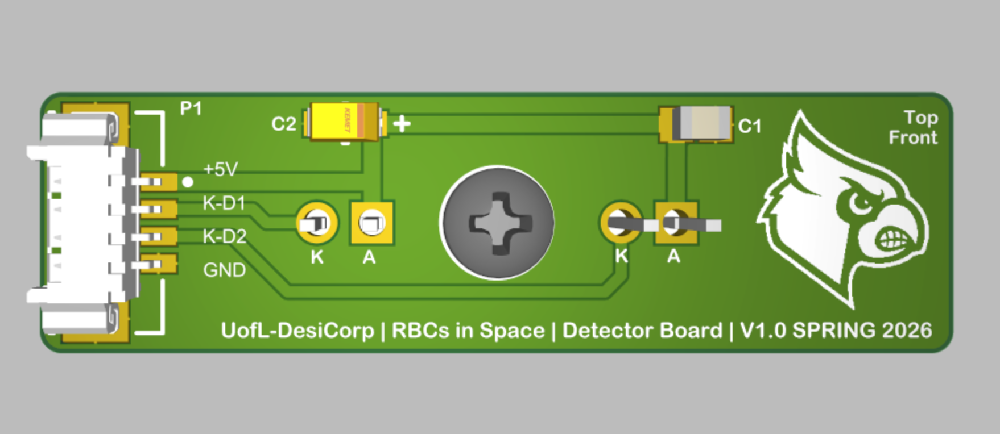 P1
C2
KEMET
+
C1
Top
Front
+5V
K-D1
K-D2
GND
K
A
K
A
UofL-DesiCorp | RBCs in Space | Detector Board | V1.0 SPRING 2026